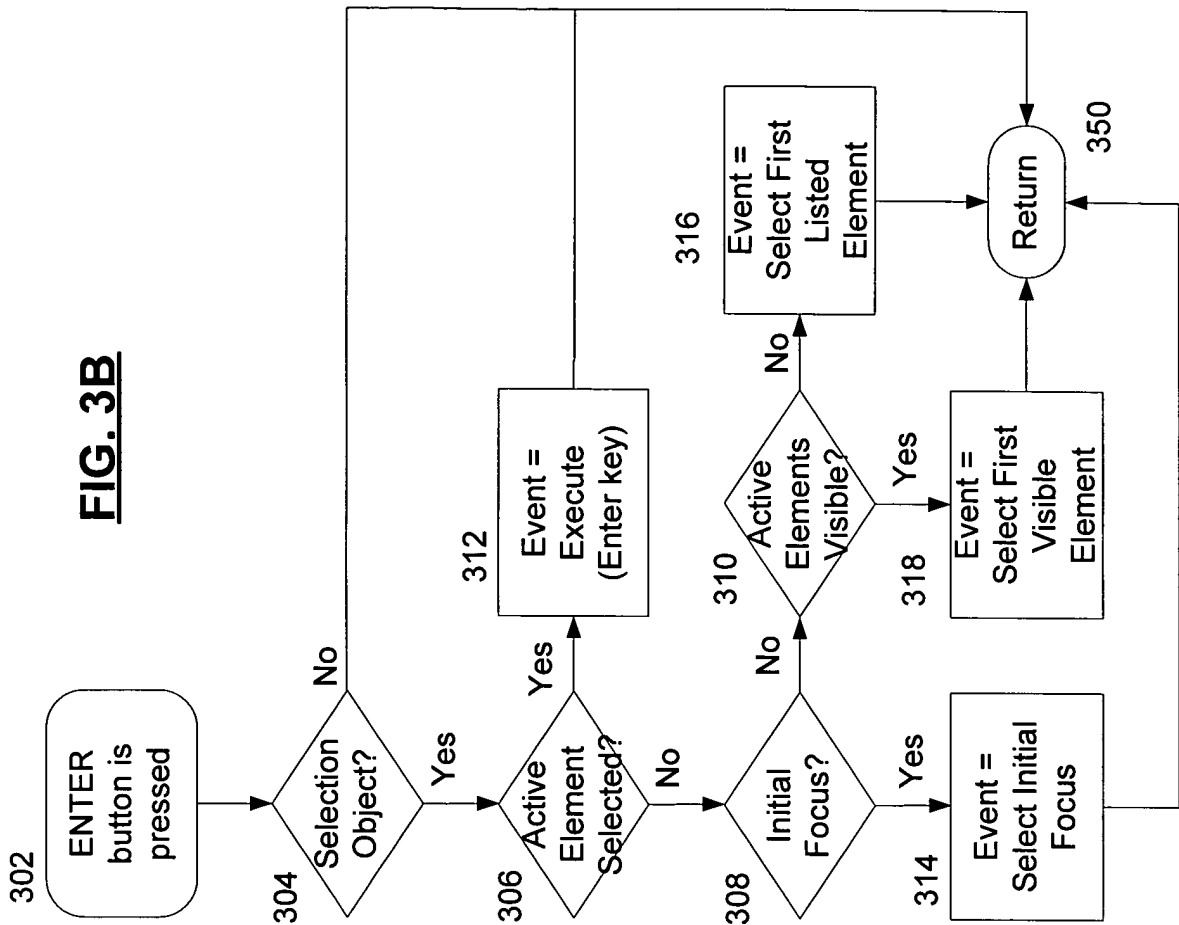 FIG. 3B
302
ENTER
button is
pressed
304
Selection
Object?
No
Yes
306
Active
Element
Selected?
Yes
No
312
Event =
Execute
(Enter key)
308
Initial
Focus?
No
Yes
310
Active
Elements
Visible?
No
Yes
316
Event =
Select First
Listed
Element
314
Event =
Select Initial
Focus
318
Event =
Select First
Visible
Element
Return
350